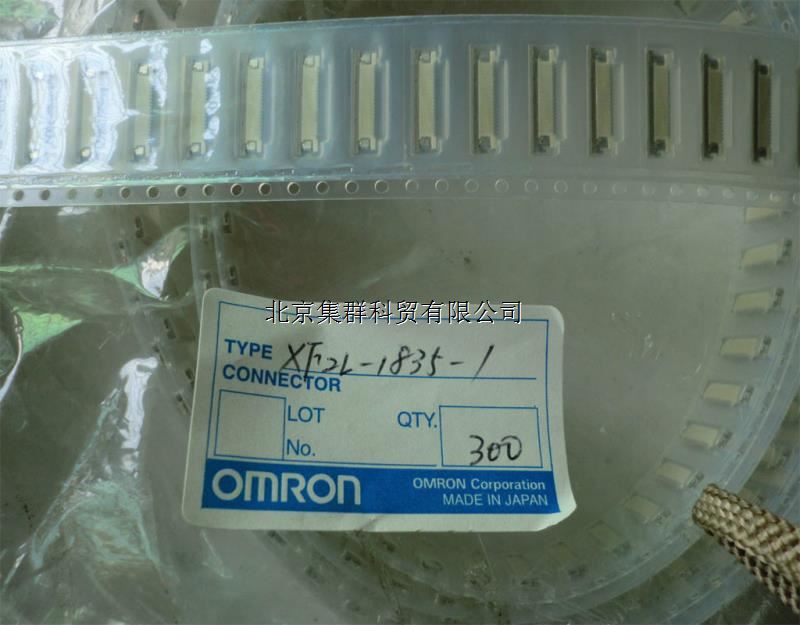 北京集群科贸有限公司
TYPE XF2L-1835-1
CONNECTOR
LOT
No.
QTY. 300
OMRON
OMRON Corporation
MADE IN JAPAN